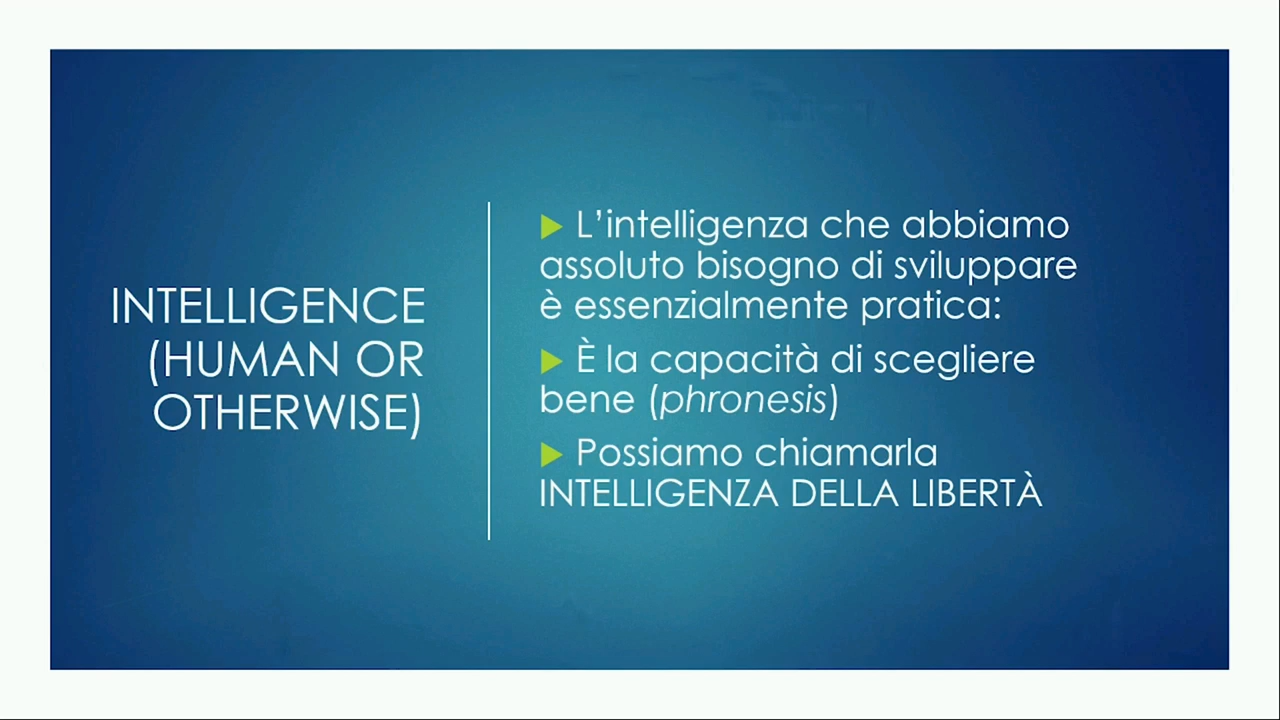 INTELLIGENCE
(HUMAN OR
OTHERWISE)
L’intelligenza che abbiamo
assoluto bisogno di sviluppare
è essenzialmente pratica:
È la capacità di scegliere
bene (phronesis)
Possiamo chiamarla
INTELLIGENZA DELLA LIBERTÀ